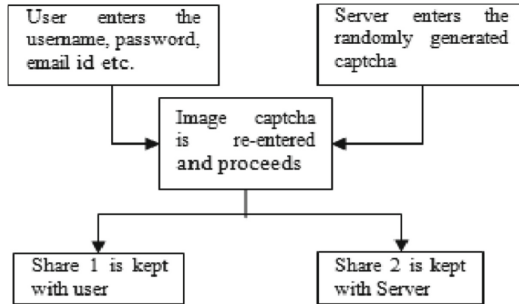 User enters the
username, password,
email id etc.
Server enters the
randomly generated
captcha
Image captcha
is re-entered
and proceeds
Share 1 is kept
with user
Share 2 is kept
with Server